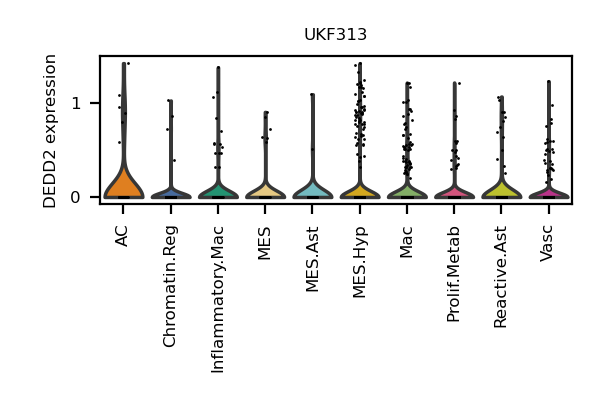 UKF313
DEDD2 expression
1
0
AC
Chromatin.Reg
Inflammatory.Mac
MES
MES.Ast
MES.Hyp
Mac
Prolif.Metab
Reactive.Ast
Vasc